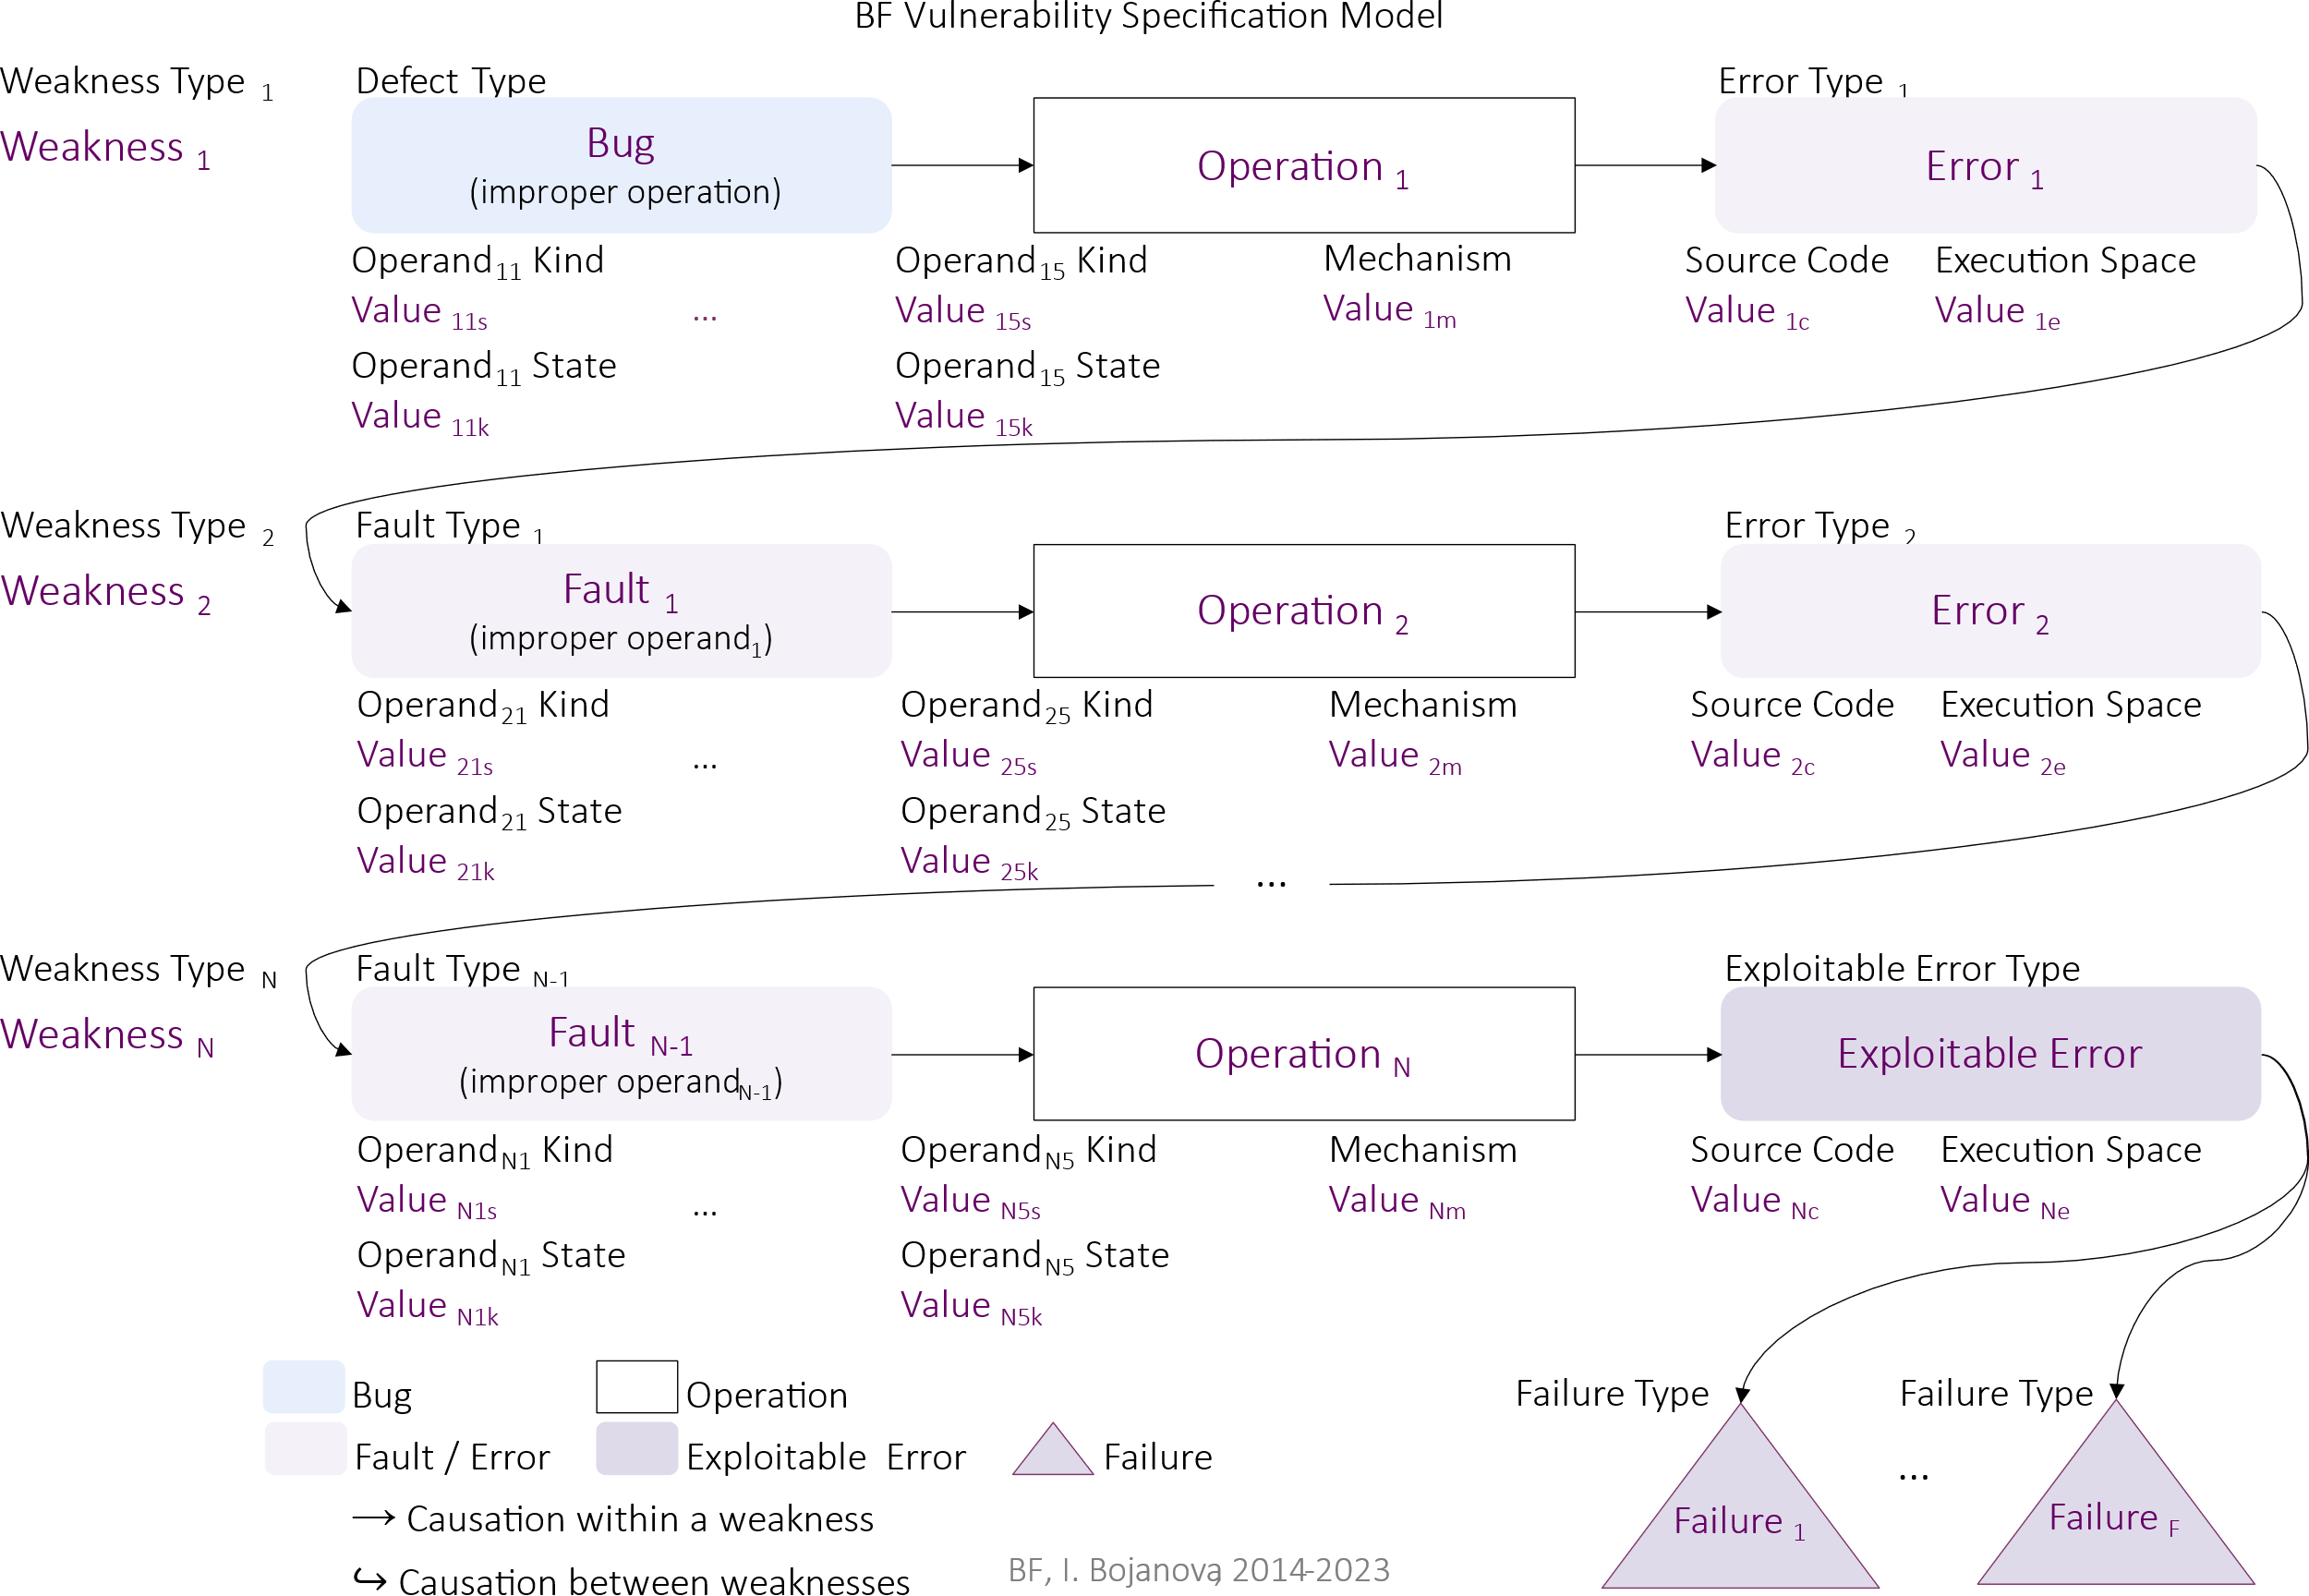 BF Vulnerability Specification Model
Weakness Type 1 Defect Type Error Type 1
Weakness 1 Bug Operation 1 Error 1
(improper operation)
Operand11 Kind Operand15 Kind Mechanism Source Code Execution Space
Value 11s ... Value 15s Value 1m Value 1c Value 1e
Operand11 State Operand15 State
Value 11k Value 15k
Weakness Type 2 Fault Type 1 Error Type 2
Weakness 2 Fault 1 Operation 2 Error 2
(improper operand1)
Operand21 Kind Operand25 Kind Mechanism Source Code Execution Space
Value 21s ... Value 25s Value 2m Value 2c Value 2e
Operand21 State Operand25 State
Value 21k Value 25k
...
Weakness Type N Fault Type N-1 Exploitable Error Type
Weakness N Fault N-1 Operation N Exploitable Error
(improper operandN-1)
OperandN1 Kind OperandN5 Kind Mechanism Source Code Execution Space
Value N1s ... Value N5s Value Nm Value Nc Value Ne
OperandN1 State OperandN5 State
Value N1k Value N5k
Bug Operation Failure Type Failure Type
Fault / Error Exploitable Error Failure ...
→ Causation within a weakness Failure 1 Failure F
↪ Causation between weaknesses
BF, I. Bojanova, 2014-2023